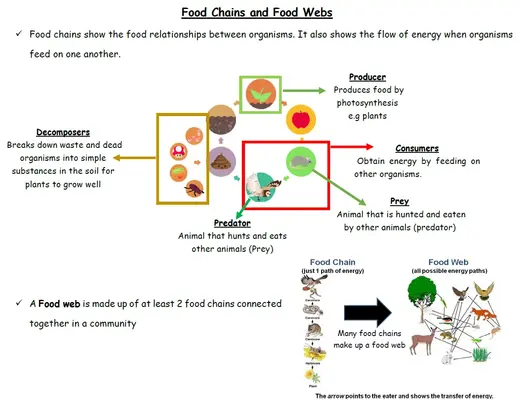 Food Chains and Food Webs
✓ Food chains show the food relationships between organisms. It also shows the flow of energy when organisms
feed on one another.
Producer
Produces food by
photosynthesis
e.g plants
Decomposers
Breaks down waste and dead
organisms into simple
substances in the soil for
plants to grow well
Consumers
Obtain energy by feeding on
other organisms.
Prey
Animal that is hunted and eaten
by other animals (predator)
Predator
Animal that hunts and eats
other animals (Prey)
✓ A Food web is made up of at least 2 food chains connected
together in a community
Food Chain
(just 1 path of energy)
Carnivore
Carnivore
Carnivore
Herbivore
Plant
Many food chains
make up a food web
Food Web
(all possible energy paths)
The arrow points to the eater and shows the transfer of energy.